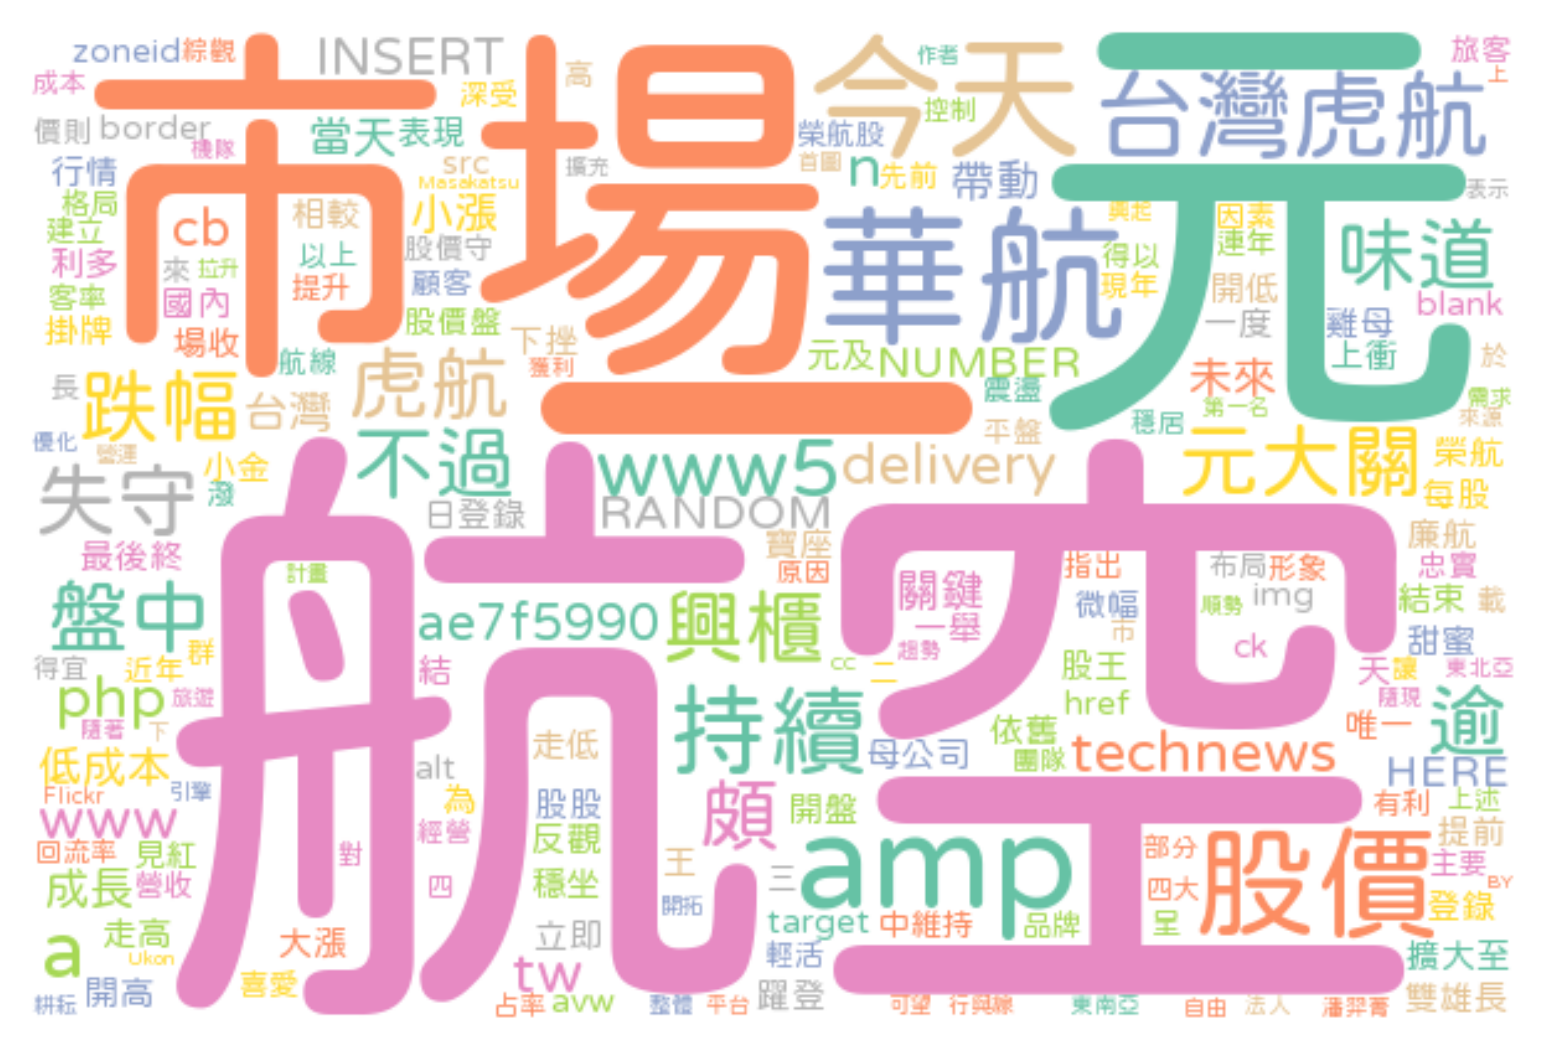 zoneid
綜觀
INSERT
市場
今天
作者
元
旅客
上
成本
深受
高
控制
台灣虎航
價則
border
機隊
當天
表現
榮航股
首圖
n
先前
帶動
表示
行情
src
Masakatsu
擴充
格局
建立
cb
相較
小漲
華航
興起
因素
連年
味道
利多
來
拉升
以上
股價守
得以
客率
國內
提升
顧客
現年
開低
blank
掛牌
場收
股價盤
下挫
一度
雞母
航線
獲利
元及
NUMBER
上衝
於
長
跌幅
台灣
虎航
震盪
未來
第一名
需求
來源
優化
營運
不過
平盤
穩居
元大關
榮航
小金
www5
delivery
失守
潑
日登錄
RANDOM
每股
最後終
寶座
原因
航空
廉航
計畫
關鍵
指出
布局
形象
忠實
盤中
ae7f5990
興櫃
一舉
微幅
市
順勢
img
結束
載
得宜
近年
群
結
cc
二
趨勢
股王
ck
甜蜜
天
讓
東北亞
php
旅遊
隨著
下
持續
href
隨現
唯一
逾
低成本
引擎
走低
母公司
依舊
團隊
technews
Flickr
alt
HERE
www
為
股股
頗
開盤
有利
上述
回流率
見紅
對
經營
反觀
amp
部分
股價
提前
成長
營收
四
穩坐
王
三
四大
主要
BY
開拓
target
中維持
品牌
呈
登錄
a
走高
Ukon
大漲
立即
輕活
擴大至
開高
喜愛
tw
躍登
雙雄長
耕耘
占率
avw
整體
平台
可望
行與線
東南亞
自由
法人
潘羿菁